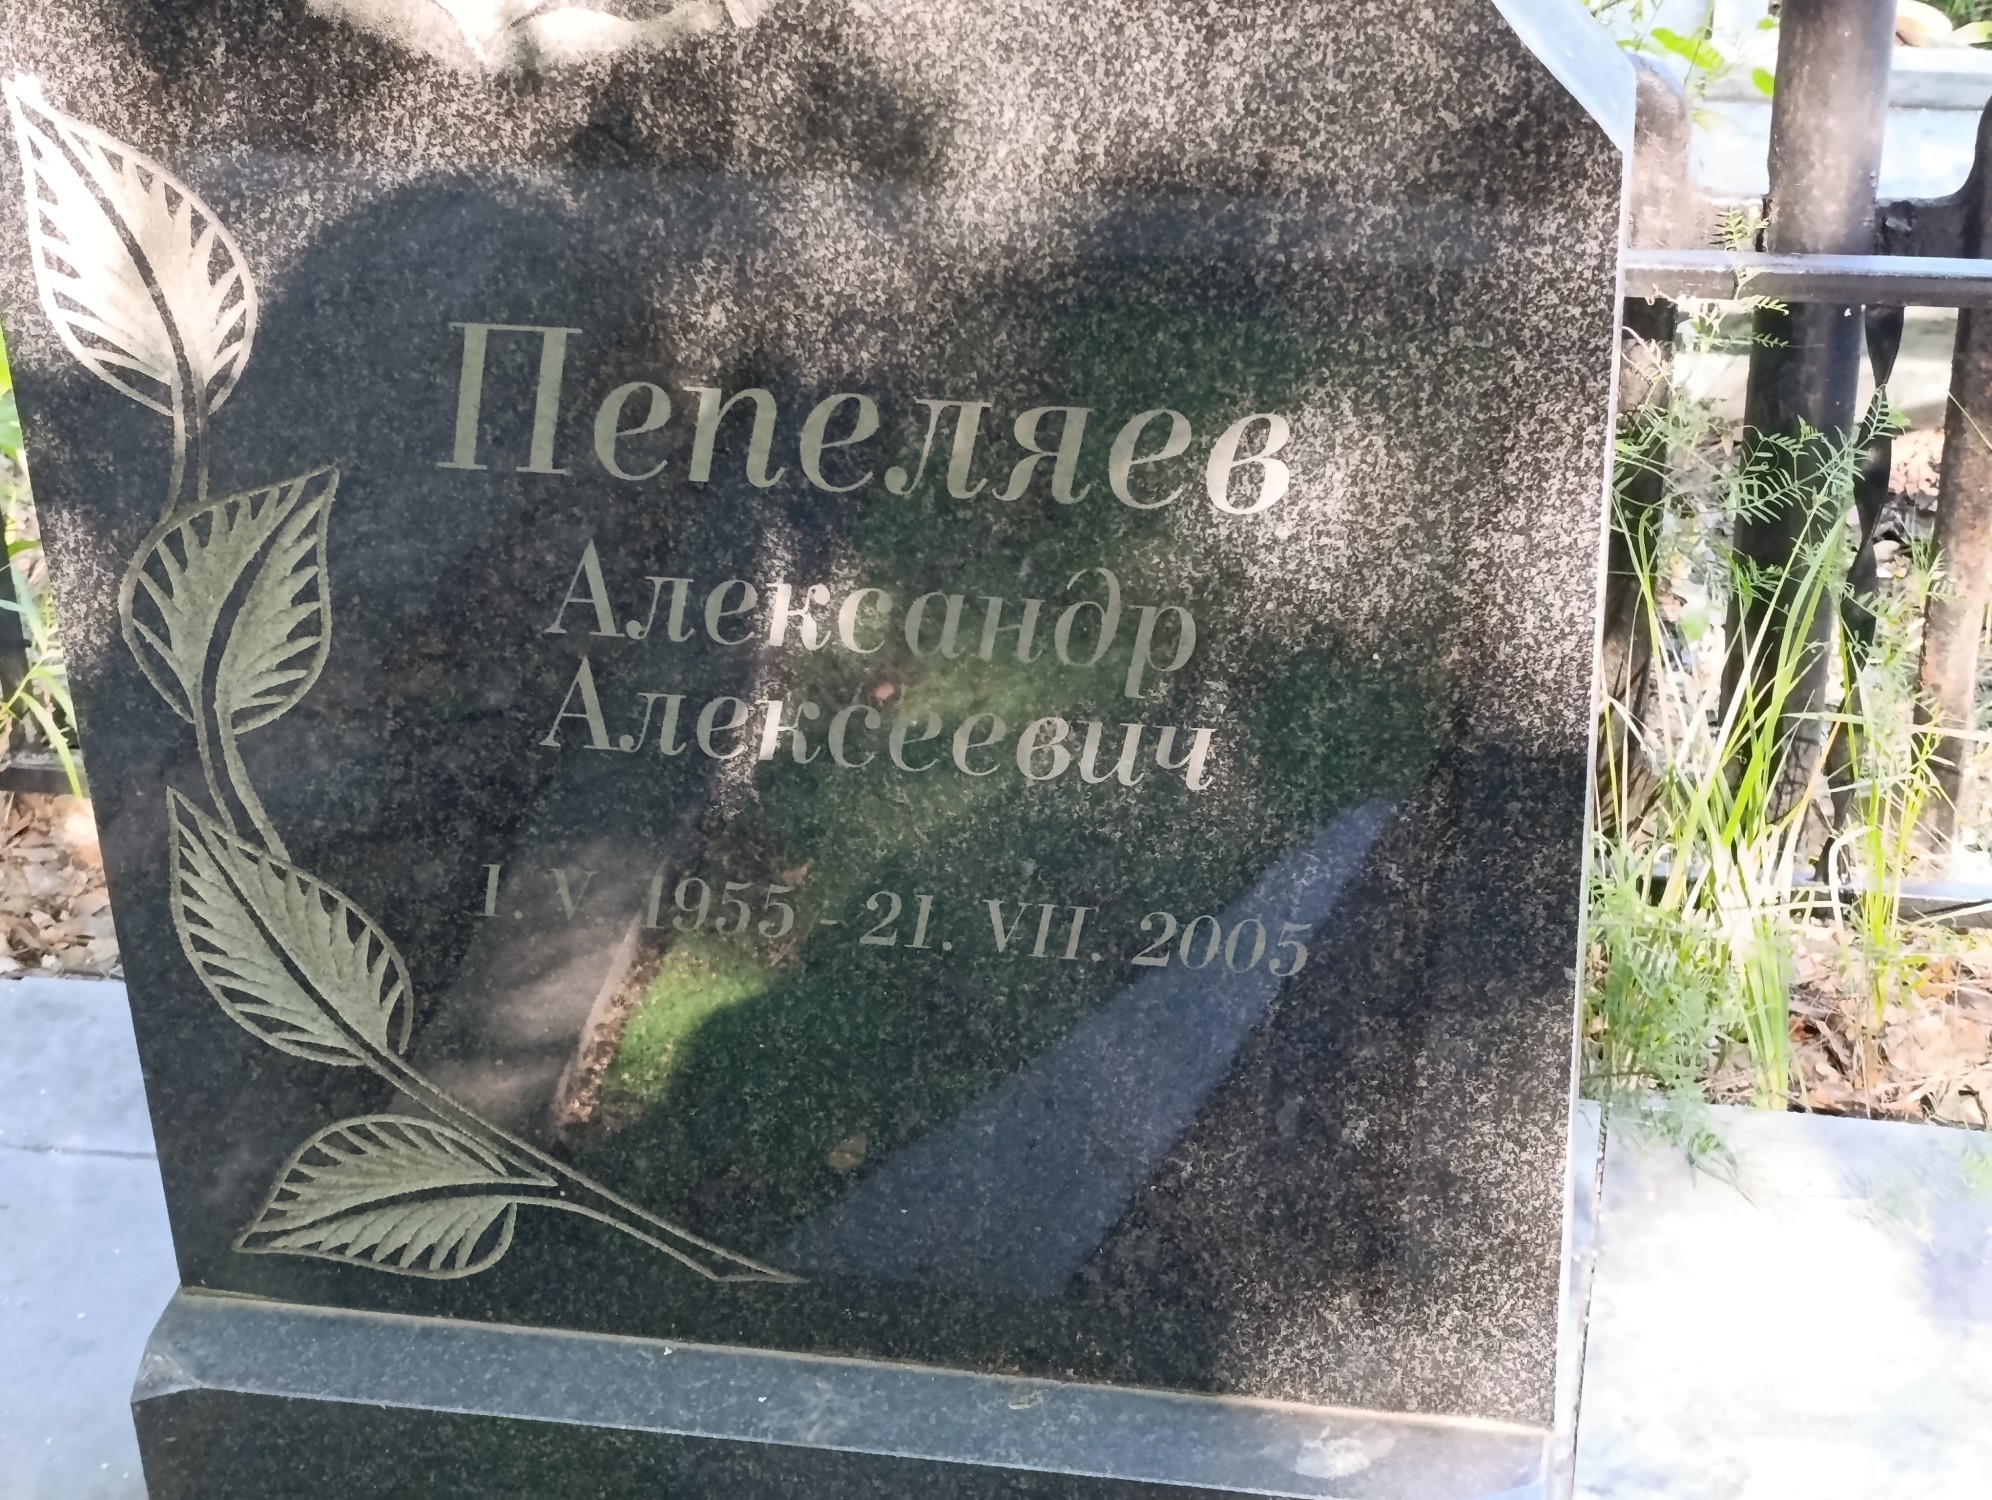 Пепеляев
Александр
Алексеевич
1. V. 1955 - 21. VII. 2005